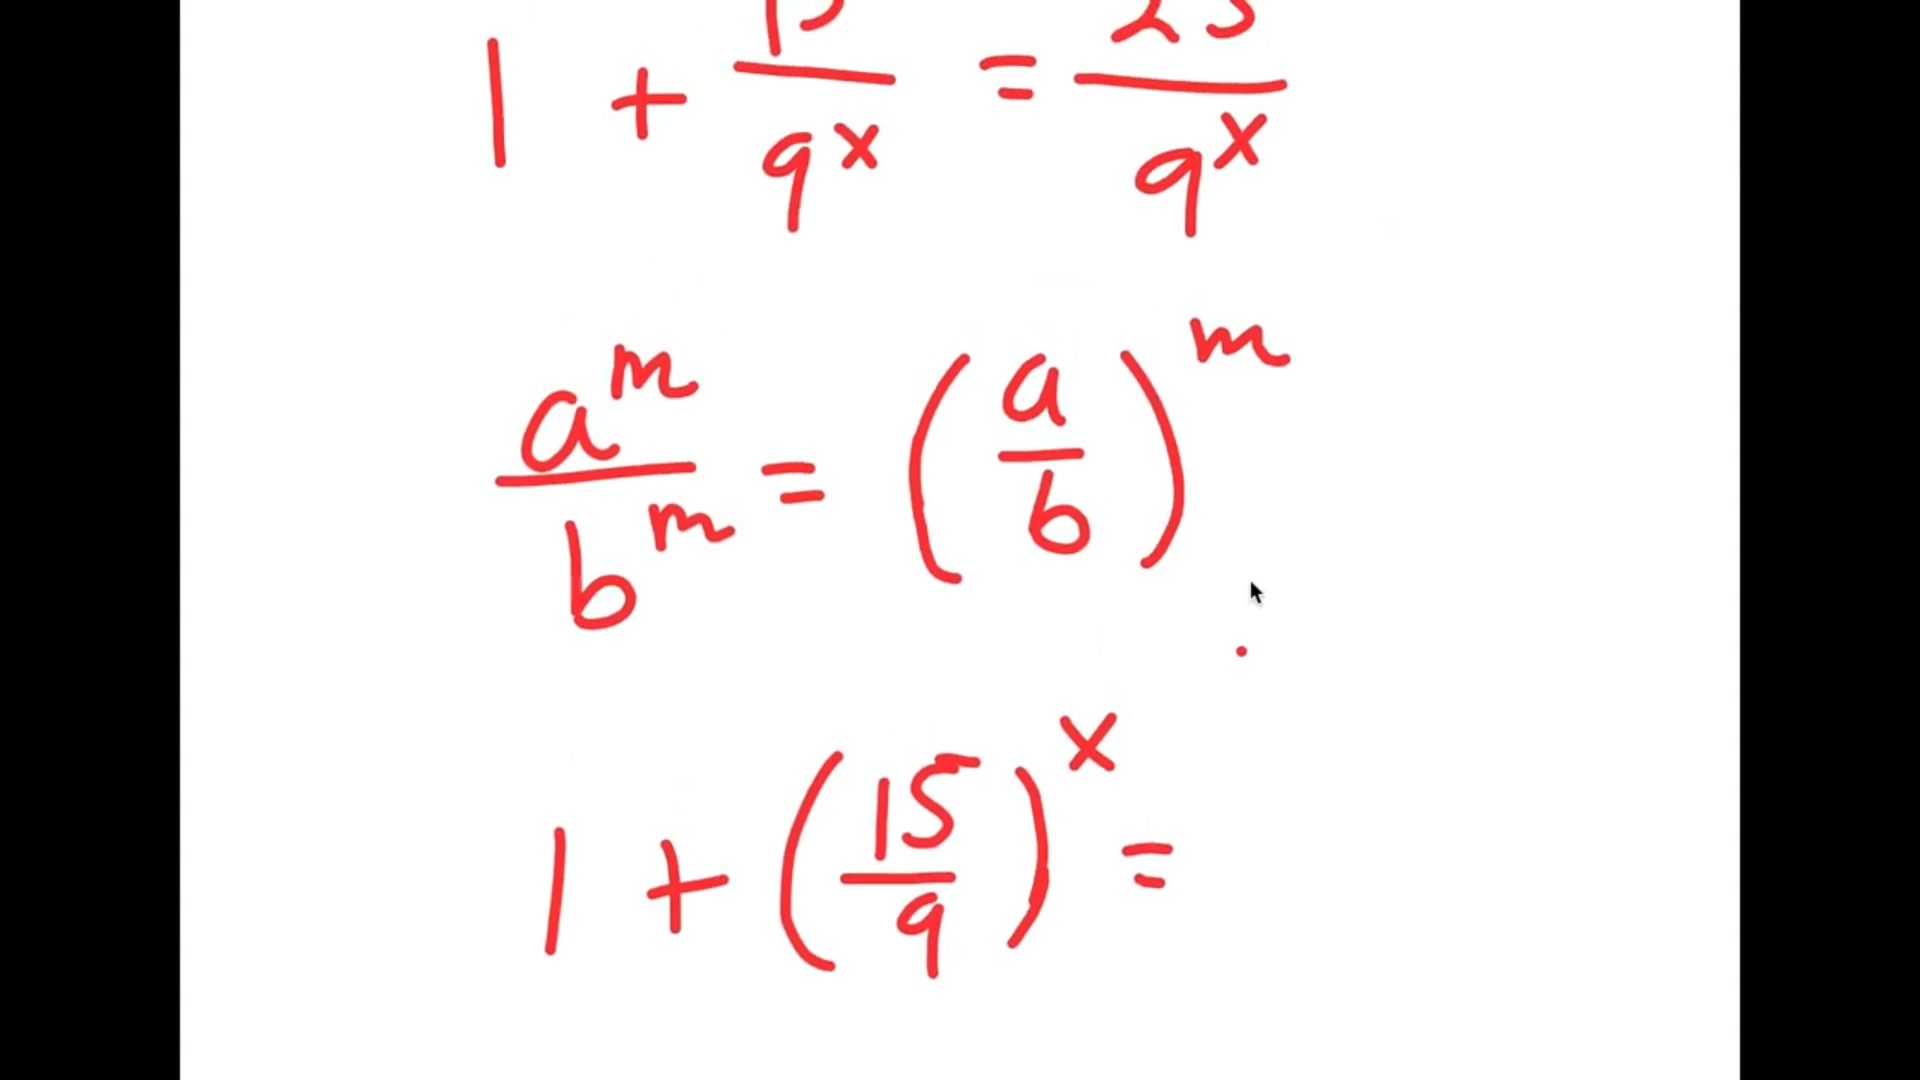 1 + 15/9^x = 25/9^x
a^m/b^m = (a/b)^m
1 + (15/9)^x =